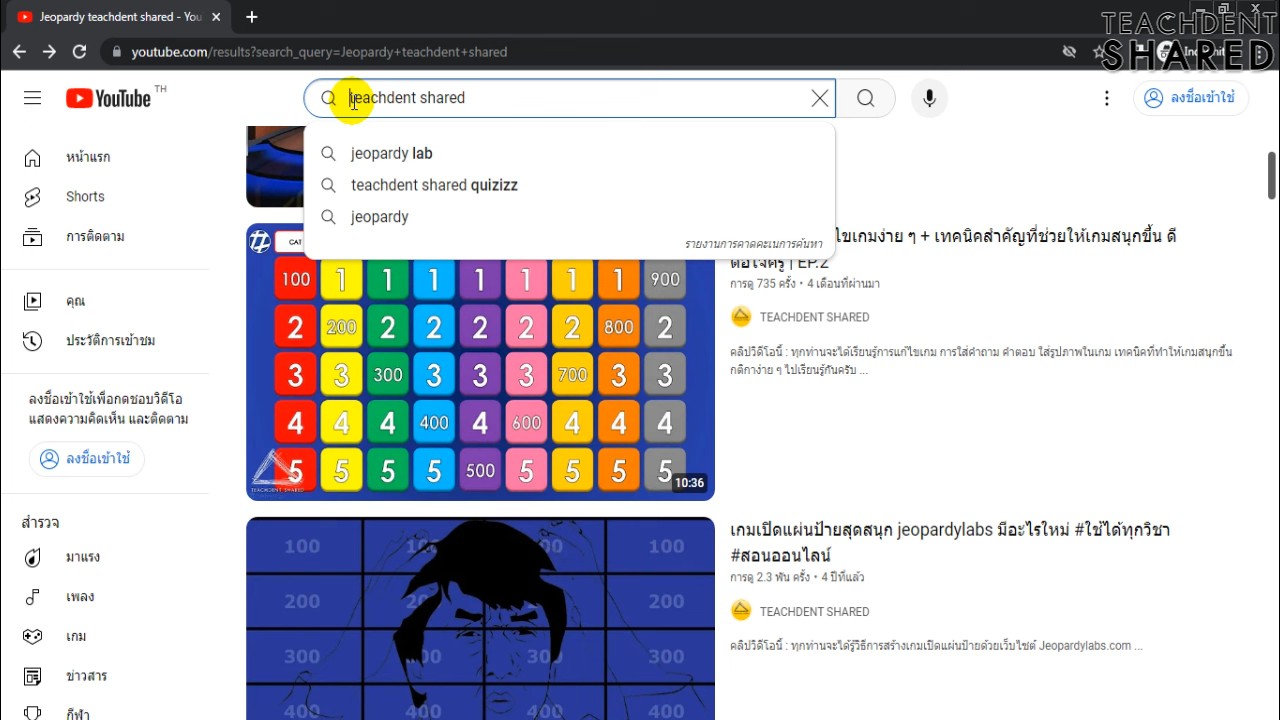 Jeopardy teachdent shared - You
TEACHDENT
SHARED
youtube.com/results?search_query=Jeopardy+teachdent+shared
YouTube TH
teachdent shared
ลงชื่อเข้าใช้
jeopardy lab
teachdent shared quizizz
jeopardy
รายงานการคาดคะเนการค้นหา
หน้าแรก
Shorts
การติดตาม
คุณ
ประวัติการเข้าชม
ลงชื่อเข้าใช้เพื่อกดชอบวิดีโอ
แสดงความคิดเห็น และติดตาม
ลงชื่อเข้าใช้
สำรวจ
มาแรง
เพลง
เกม
ข่าวสาร
กีฬา
CAT
100 1 1 1 1 1 1 1 900
2 200 2 2 2 2 2 800 2
3 3 300 3 3 3 700 3 3
4 4 4 400 4 600 4 4 4
5 5 5 5 500 5 5 5 5
TEACHDENT SHARED
10:36
ไขเกมง่าย ๆ + เทคนิคสำคัญที่ช่วยให้เกมสนุกขึ้น ดี
ต่อใจครู | EP.2
การดู 735 ครั้ง • 4 เดือนที่ผ่านมา
TEACHDENT SHARED
คลิปวิดีโอนี้ : ทุกท่านจะได้เรียนรู้การแก้ไขเกม การใส่คำถาม คำตอบ ใส่รูปภาพในเกม เทคนิคที่ทำให้เกมสนุกขึ้น
กติกาง่าย ๆ ไปเรียนรู้กันครับ ...
100 100 100
200 200
300 30 300
400 400 400 400
เกมเปิดแผ่นป้ายสุดสนุก jeopardylabs มีอะไรใหม่ #ใช้ได้ทุกวิชา
#สอนออนไลน์
การดู 2.3 พัน ครั้ง • 4 ปีที่แล้ว
TEACHDENT SHARED
คลิปวิดีโอนี้ : ทุกท่านจะได้รู้วิธีการสร้างเกมเปิดแผ่นป้ายด้วยเว็บไซต์ Jeopardylabs.com ...